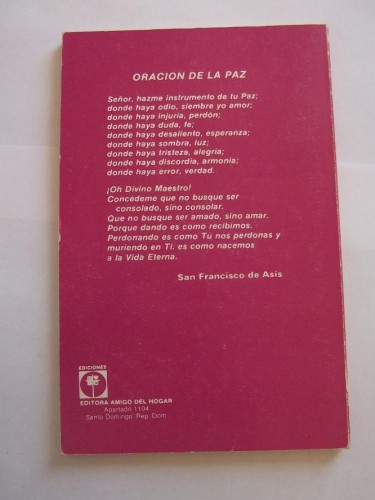 ORACION DE LA PAZ
Señor, hazme instrumento de tu Paz;
donde haya odio, siembre yo amor;
donde haya injuria, perdón;
donde haya duda, fe;
donde haya desaliento, esperanza;
donde haya sombra, luz;
donde haya tristeza, alegría;
donde haya discordia, armonía;
donde haya error, verdad.
¡Oh Divino Maestro!
Concédeme que no busque ser
consolado, sino consolar.
Que no busque ser amado, sino amar.
Porque dando es como recibimos.
Perdonando es como Tú nos perdonas y
muriendo en Ti, es como nacemos
a la Vida Eterna.
San Francisco de Asís
EDICIONES
EDITORA AMIGO DEL HOGAR
Apartado 1104
Santo Domingo, Rep. Dom.